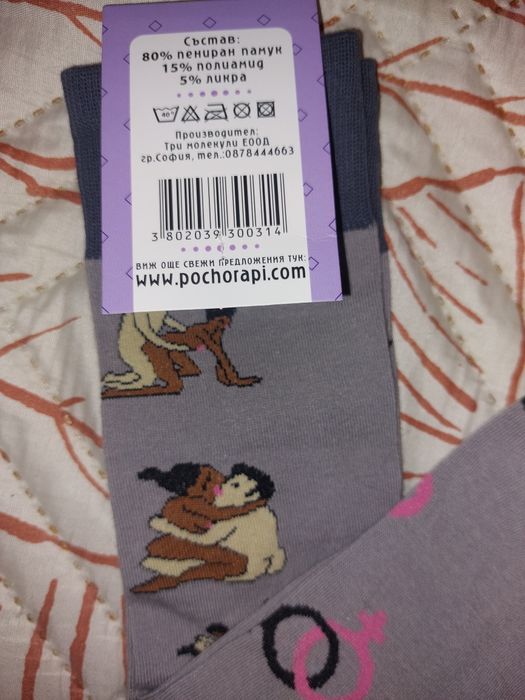 Състав:
80% пениран памук
15% полиамид
5% ликра
40°
Производител:
Три молекули ЕООД
гр.София, тел.:0878444663
3 802039 300314
виж още свежи предложения тук:
www.pochorapi.com